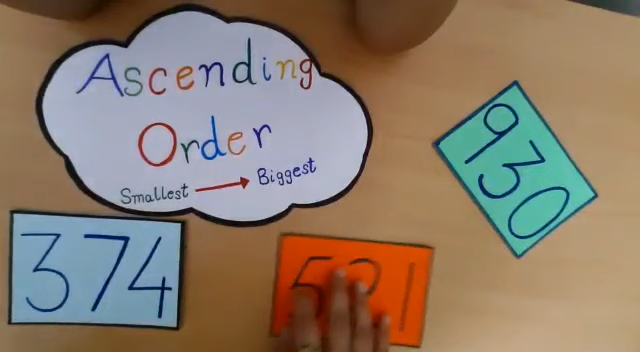 Ascending
Order
Smallest → Biggest
930
374